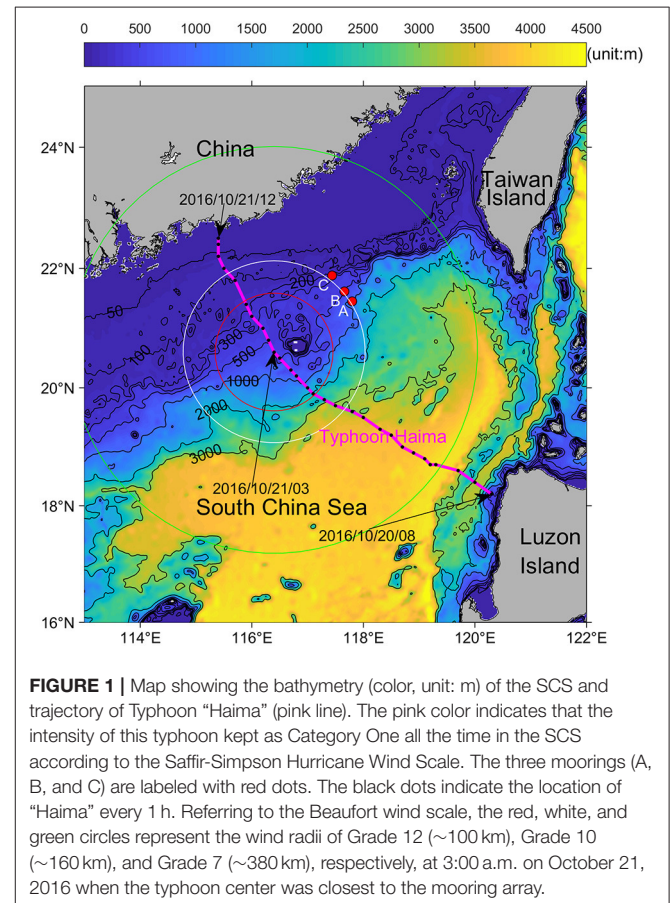 0 500 1000 1500 2000 2500 3000 3500 4000 4500
(unit:m)
24°N
22°N
20°N
18°N
16°N
114°E 116°E 118°E 120°E 122°E
China
Taiwan
Island
2016/10/21/12
C
B
A
50
100
200
300
500
1000
2000
3000
Typhoon Haima
2016/10/21/03
South China Sea
2016/10/20/08
Luzon
Island
FIGURE 1 | Map showing the bathymetry (color, unit: m) of the SCS and
trajectory of Typhoon “Haima” (pink line). The pink color indicates that the
intensity of this typhoon kept as Category One all the time in the SCS
according to the Saffir-Simpson Hurricane Wind Scale. The three moorings (A,
B, and C) are labeled with red dots. The black dots indicate the location of
“Haima” every 1 h. Referring to the Beaufort wind scale, the red, white, and
green circles represent the wind radii of Grade 12 (∼100 km), Grade 10
(∼160 km), and Grade 7 (∼380 km), respectively, at 3:00 a.m. on October 21,
2016 when the typhoon center was closest to the mooring array.